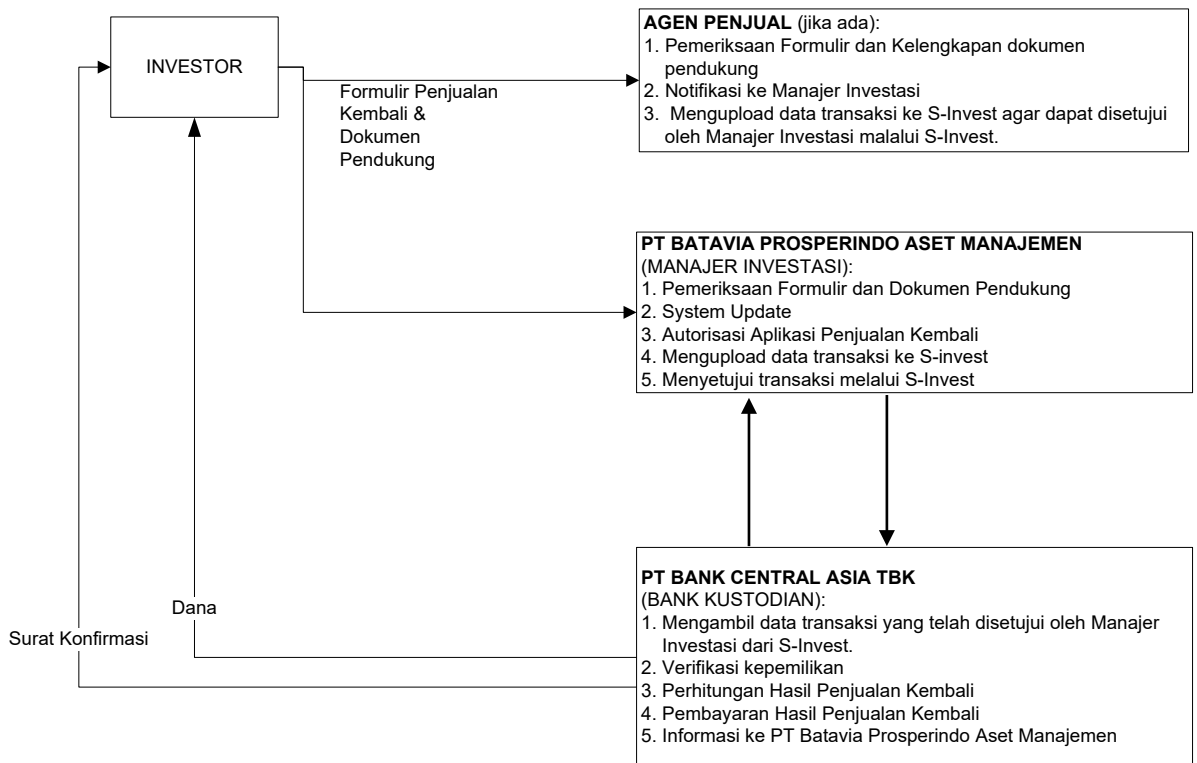 INVESTOR
Formulir Penjualan
Kembali &
Dokumen
Pendukung
AGEN PENJUAL (jika ada):
1. Pemeriksaan Formulir dan Kelengkapan dokumen
pendukung
2. Notifikasi ke Manajer Investasi
3. Mengupload data transaksi ke S-Invest agar dapat disetujui
oleh Manajer Investasi malalui S-Invest.
PT BATAVIA PROSPERINDO ASET MANAJEMEN
(MANAJER INVESTASI):
1. Pemeriksaan Formulir dan Dokumen Pendukung
2. System Update
3. Autorisasi Aplikasi Penjualan Kembali
4. Mengupload data transaksi ke S-invest
5. Menyetujui transaksi melalui S-Invest
PT BANK CENTRAL ASIA TBK
(BANK KUSTODIAN):
1. Mengambil data transaksi yang telah disetujui oleh Manajer
Investasi dari S-Invest.
2. Verifikasi kepemilikan
3. Perhitungan Hasil Penjualan Kembali
4. Pembayaran Hasil Penjualan Kembali
5. Informasi ke PT Batavia Prosperindo Aset Manajemen
Dana
Surat Konfirmasi